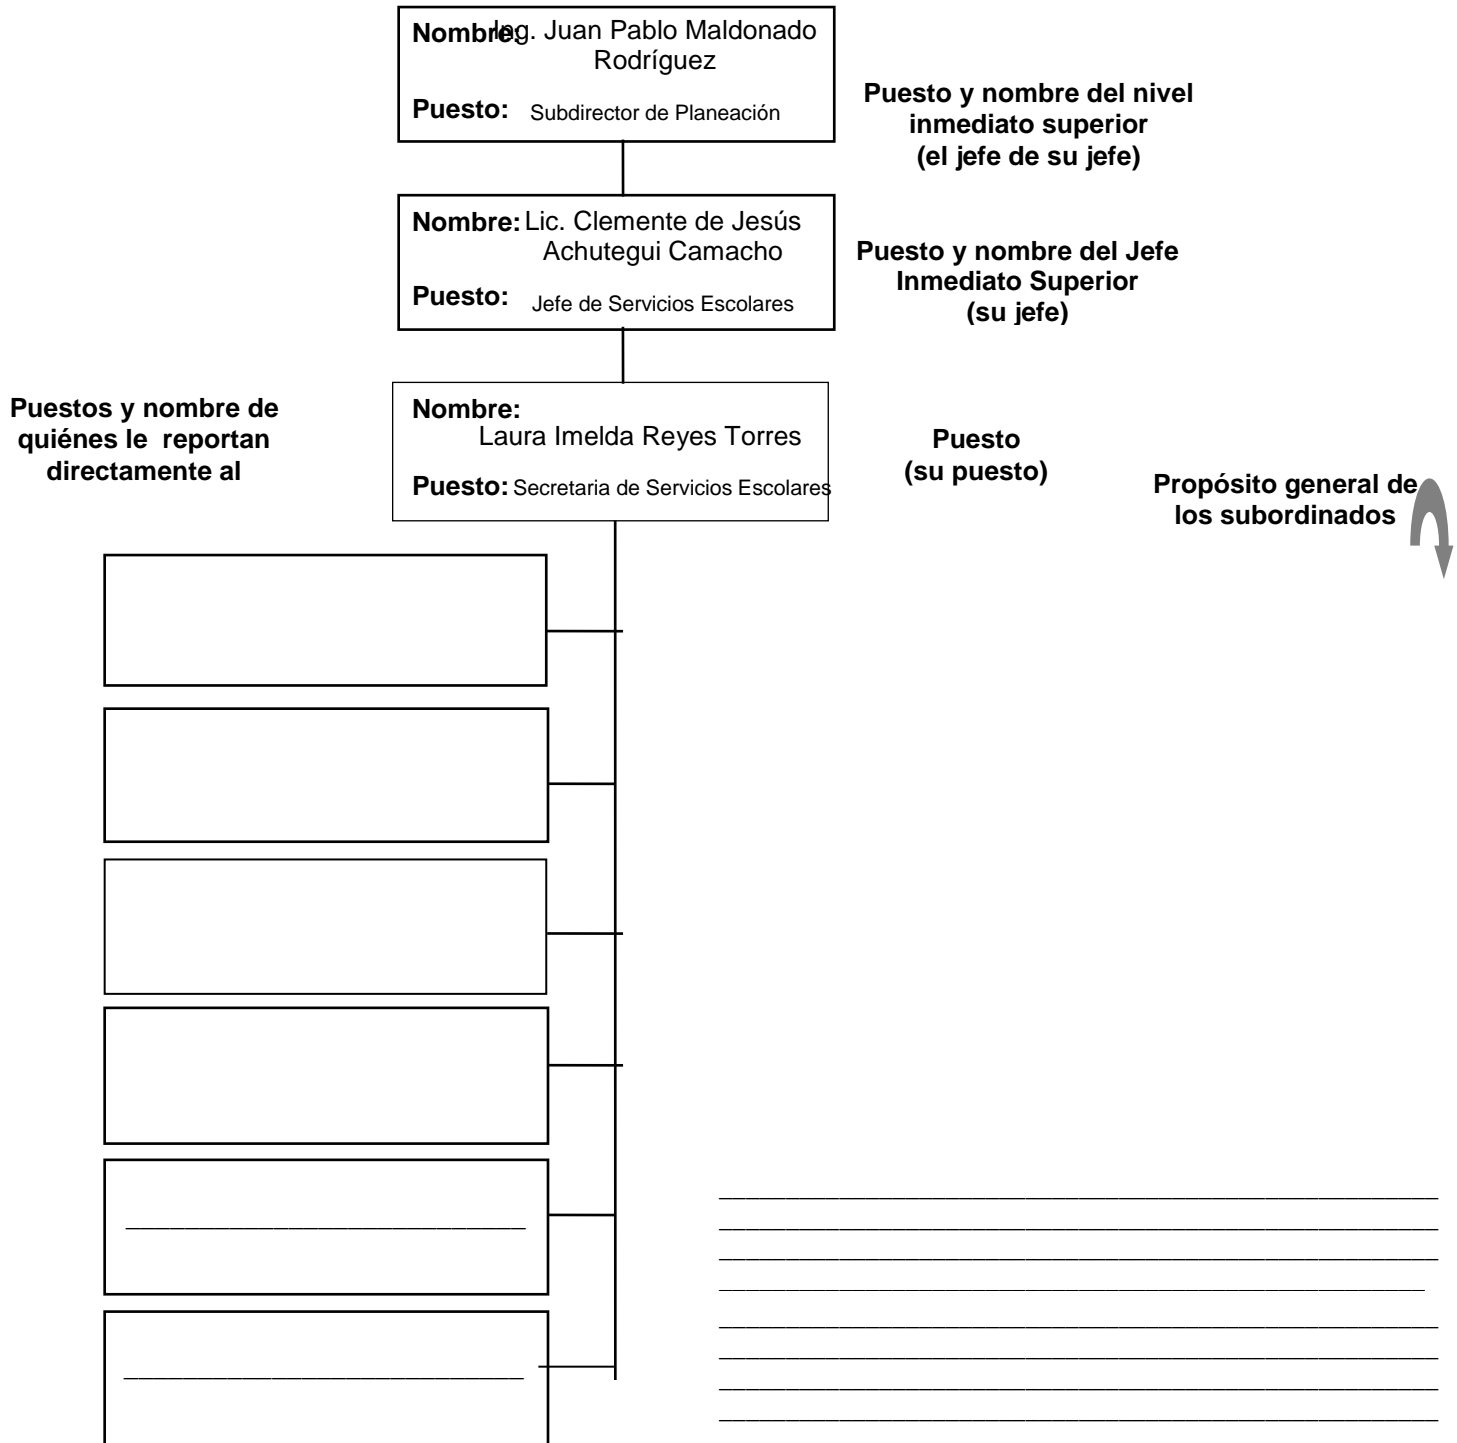 Nombre: Ing. Juan Pablo Maldonado
Rodríguez
Puesto: Subdirector de Planeación
Puesto y nombre del nivel
inmediato superior
(el jefe de su jefe)
Nombre: Lic. Clemente de Jesús
Achutegui Camacho
Puesto: Jefe de Servicios Escolares
Puesto y nombre del Jefe
Inmediato Superior
(su jefe)
Puestos y nombre de
quiénes le reportan
directamente al
Nombre:
Laura Imelda Reyes Torres
Puesto: Secretaria de Servicios Escolares
Puesto
(su puesto)
Propósito general de
los subordinados